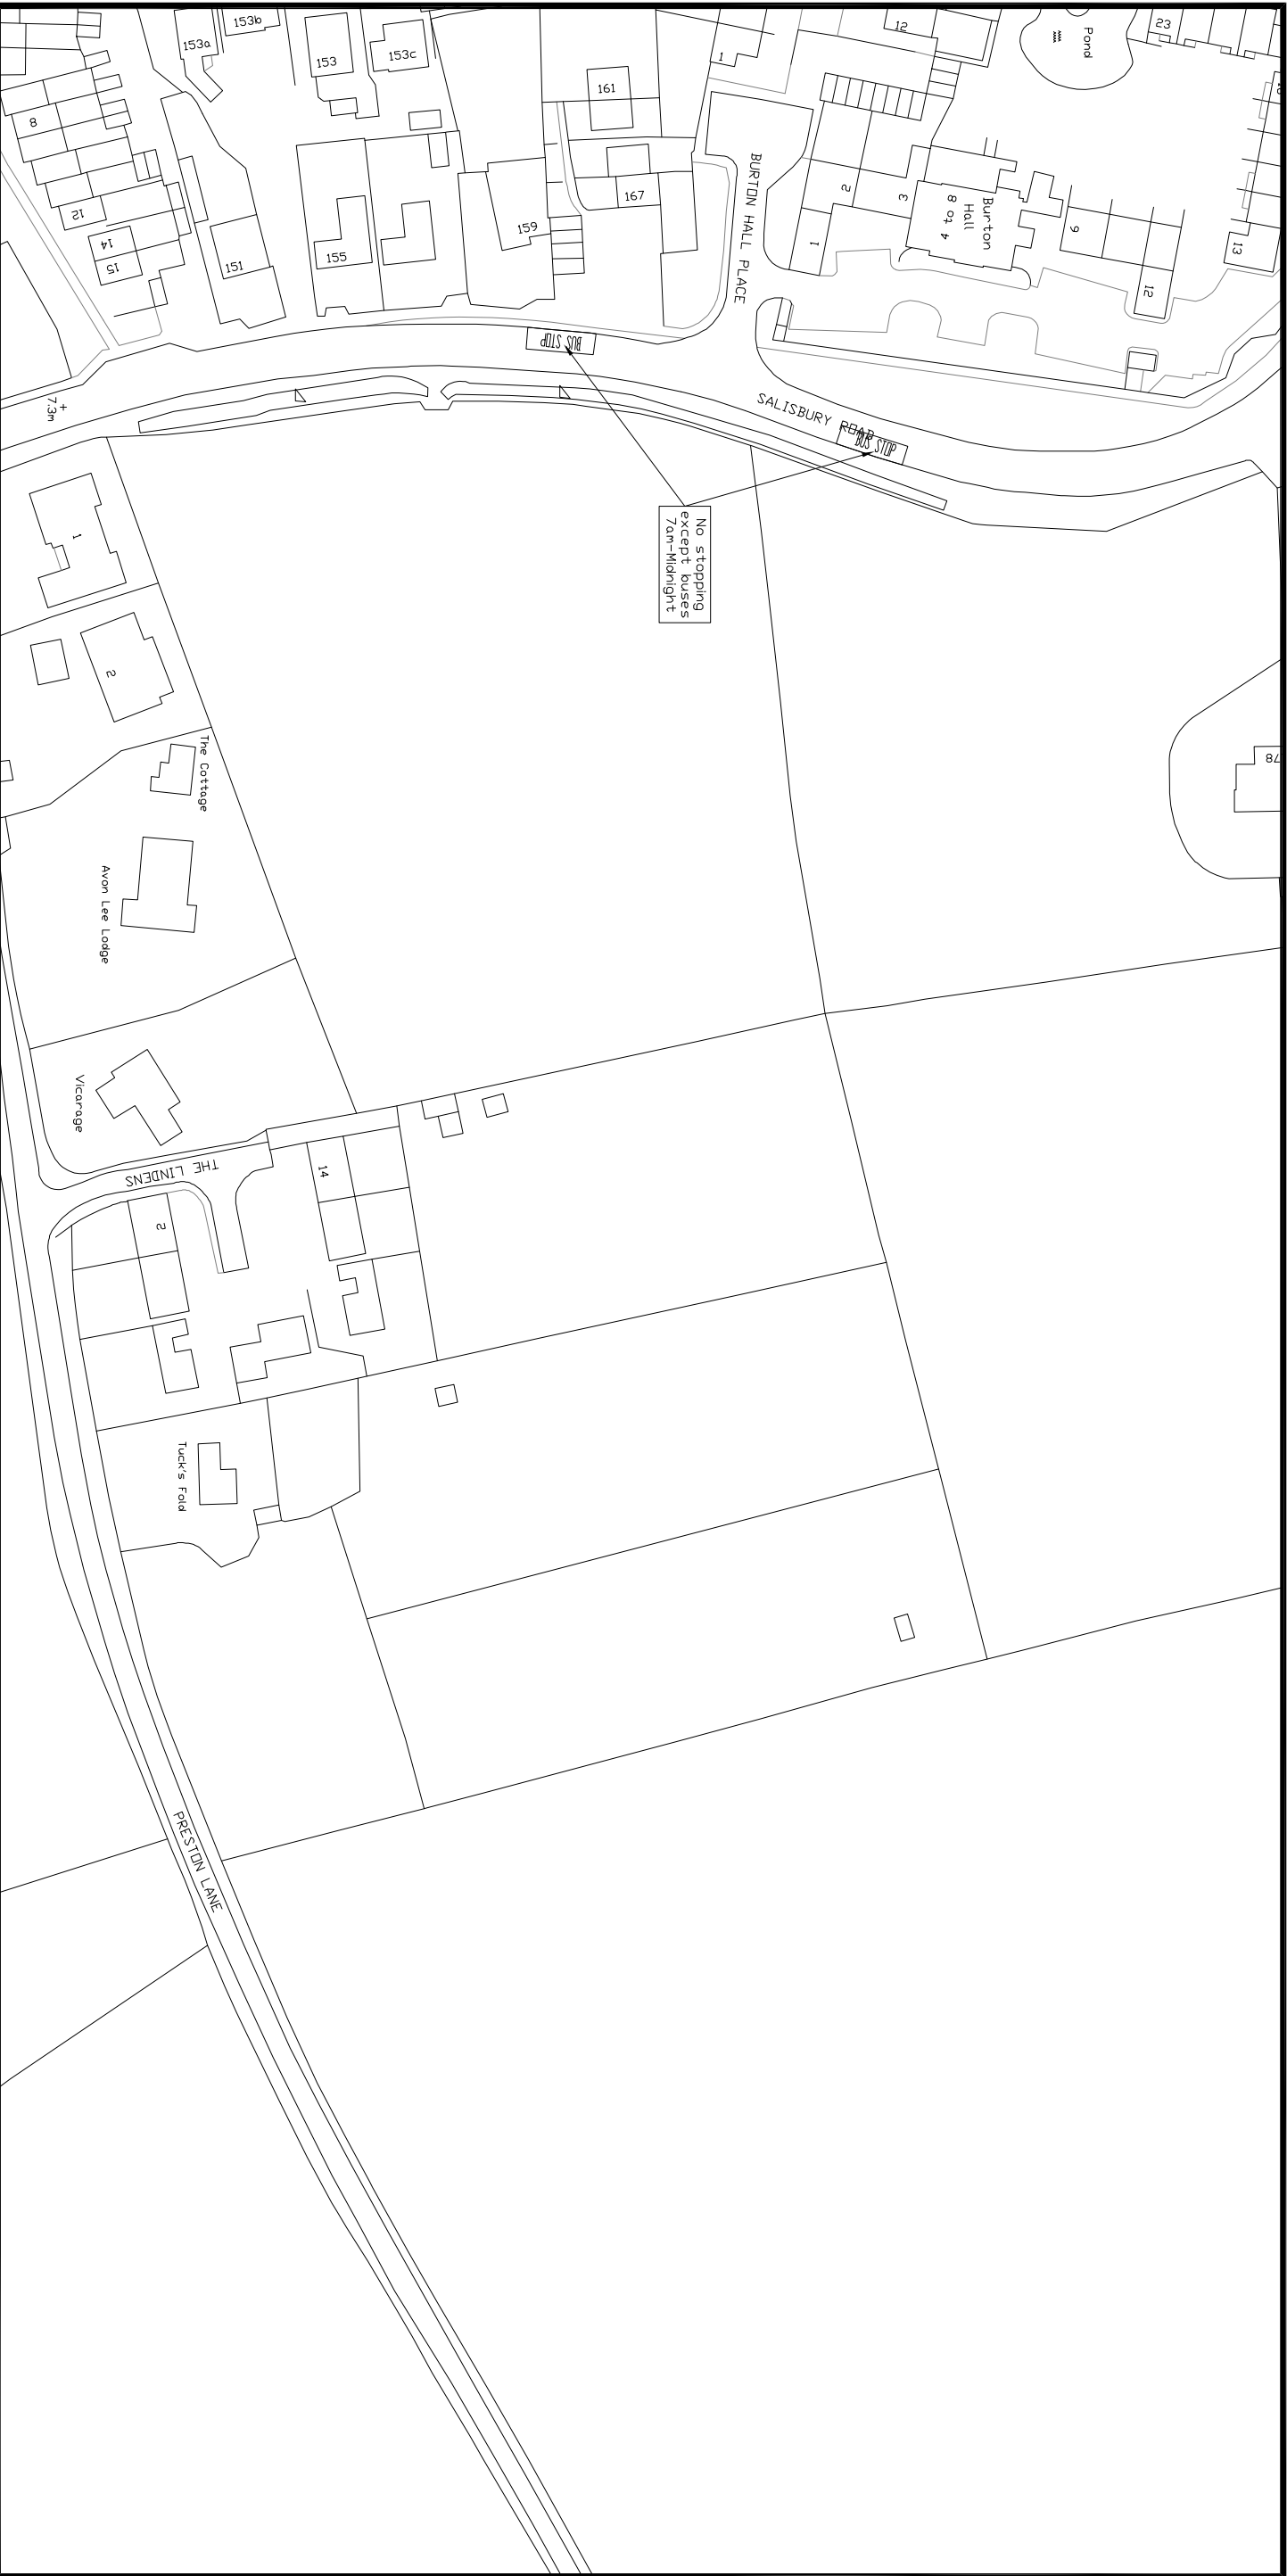 153a
153b
153
153c
161
1
12
Pond
23
8
12
14
15
151
155
159
167
BURTON HALL PLACE
2
3
1
Burton
Hall
4 to 8
9
12
13
BUS STOP
SALISBURY ROAD
BUS STOP
7.3m
No stopping
except buses
7am-Midnight
1
2
The Cottage
78
Avon Lee Lodge
Vicarage
THE LINDENS
14
2
Tuck's Fold
PRESTON LANE